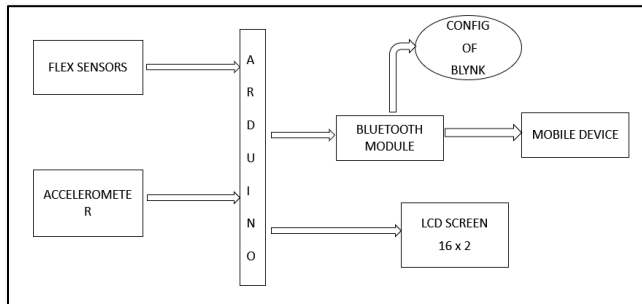 CONFIG
OF
BLYNK
FLEX SENSORS
A
R
D
U
I
N
O
BLUETOOTH
MODULE
MOBILE DEVICE
ACCELEROMETE
R
LCD SCREEN
16 x 2